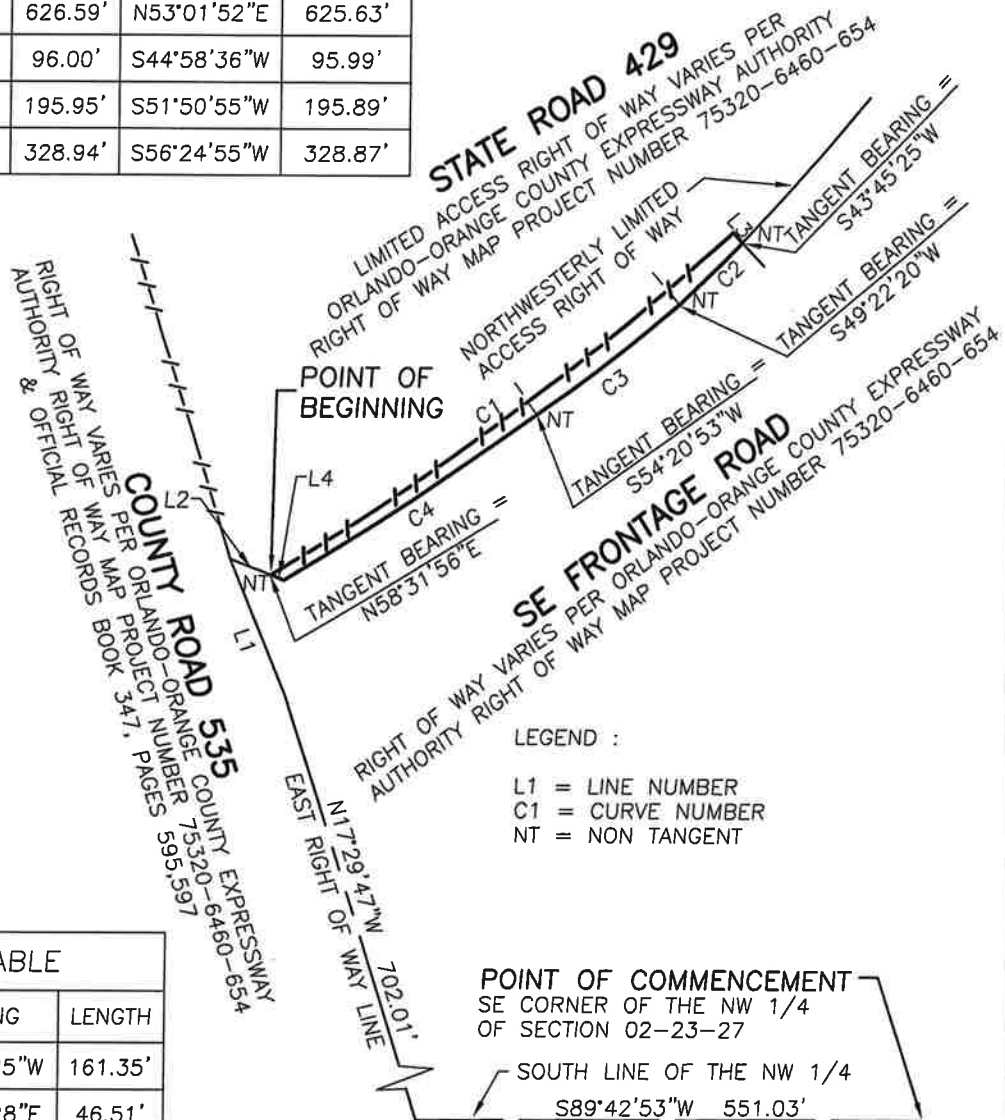 626.59' N53°01'52"E 625.63'
96.00' S44°58'36"W 95.99'
195.95' S51°50'55"W 195.89'
328.94' S56°24'55"W 328.87'
STATE ROAD 429
LIMITED ACCESS RIGHT OF WAY VARIES PER
ORLANDO-ORANGE COUNTY EXPRESSWAY AUTHORITY
RIGHT OF WAY MAP PROJECT NUMBER 75320-6460-654
NORTHWESTERLY LIMITED
ACCESS RIGHT OF WAY
TANGENT BEARING =
S43°45'25"W
NT
C2
TANGENT BEARING =
S49°22'20"W
NT
C3
C1
TANGENT BEARING =
S54°20'53"W
NT
POINT OF
BEGINNING
L4
C4
L2
NT
TANGENT BEARING =
N58°31'56"E
L1
SE FRONTAGE ROAD
RIGHT OF WAY VARIES PER ORLANDO-ORANGE COUNTY EXPRESSWAY
AUTHORITY RIGHT OF WAY MAP PROJECT NUMBER 75320-6460-654
COUNTY ROAD 535
RIGHT OF WAY VARIES PER ORLANDO-ORANGE COUNTY EXPRESSWAY
AUTHORITY RIGHT OF WAY MAP PROJECT NUMBER 75320-6460-654
& OFFICIAL RECORDS BOOK 347, PAGES 595,597
LEGEND :
L1 = LINE NUMBER
C1 = CURVE NUMBER
NT = NON TANGENT
N17°29'47"W 702.01'
EAST RIGHT OF WAY LINE
POINT OF COMMENCEMENT
SE CORNER OF THE NW 1/4
OF SECTION 02-23-27
SOUTH LINE OF THE NW 1/4
S89°42'53"W 551.03'
ABLE
NG LENGTH
5"W 161.35'
8"E 46.51'